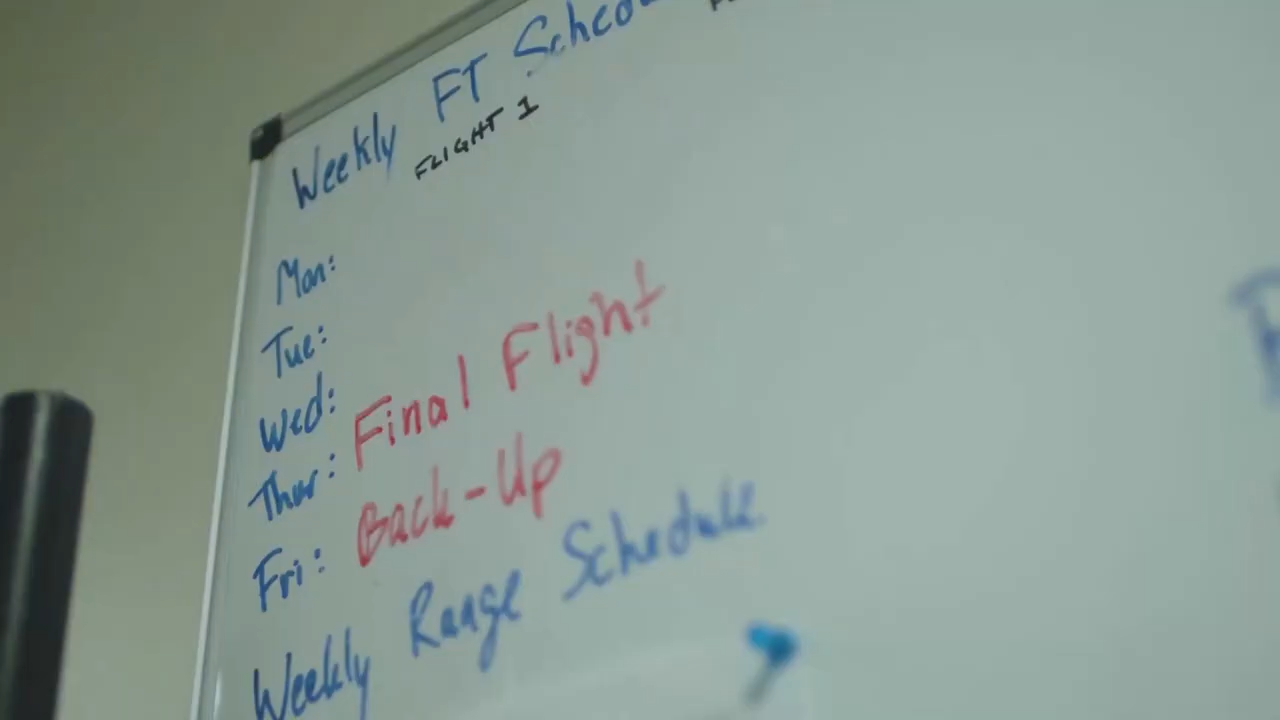 Weekly FT
FLIGHT 1
Mon:
Tue:
Wed:
Thur: Final Flight
Fri: Back-Up
Weekly Range Schedule